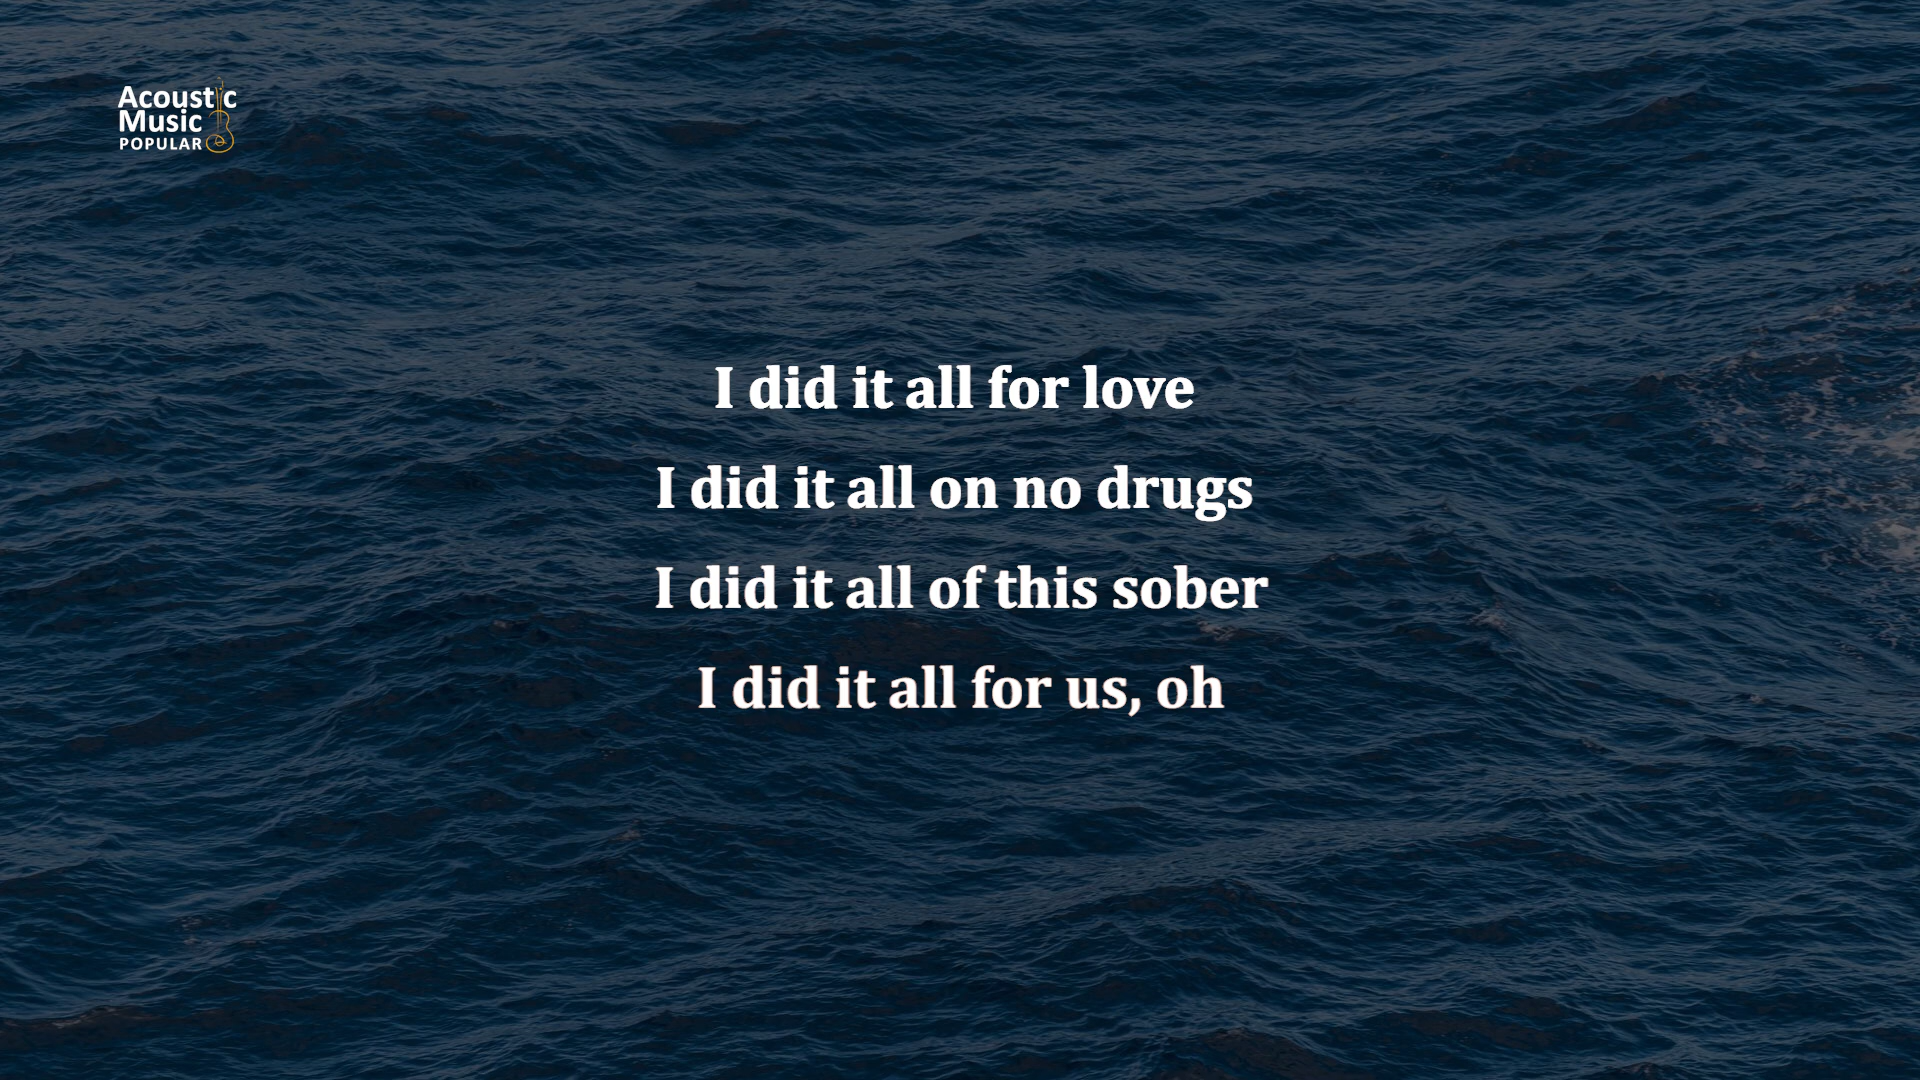 Acoustic
Music
POPULAR
I did it all for love
I did it all on no drugs
I did it all of this sober
I did it all for us, oh